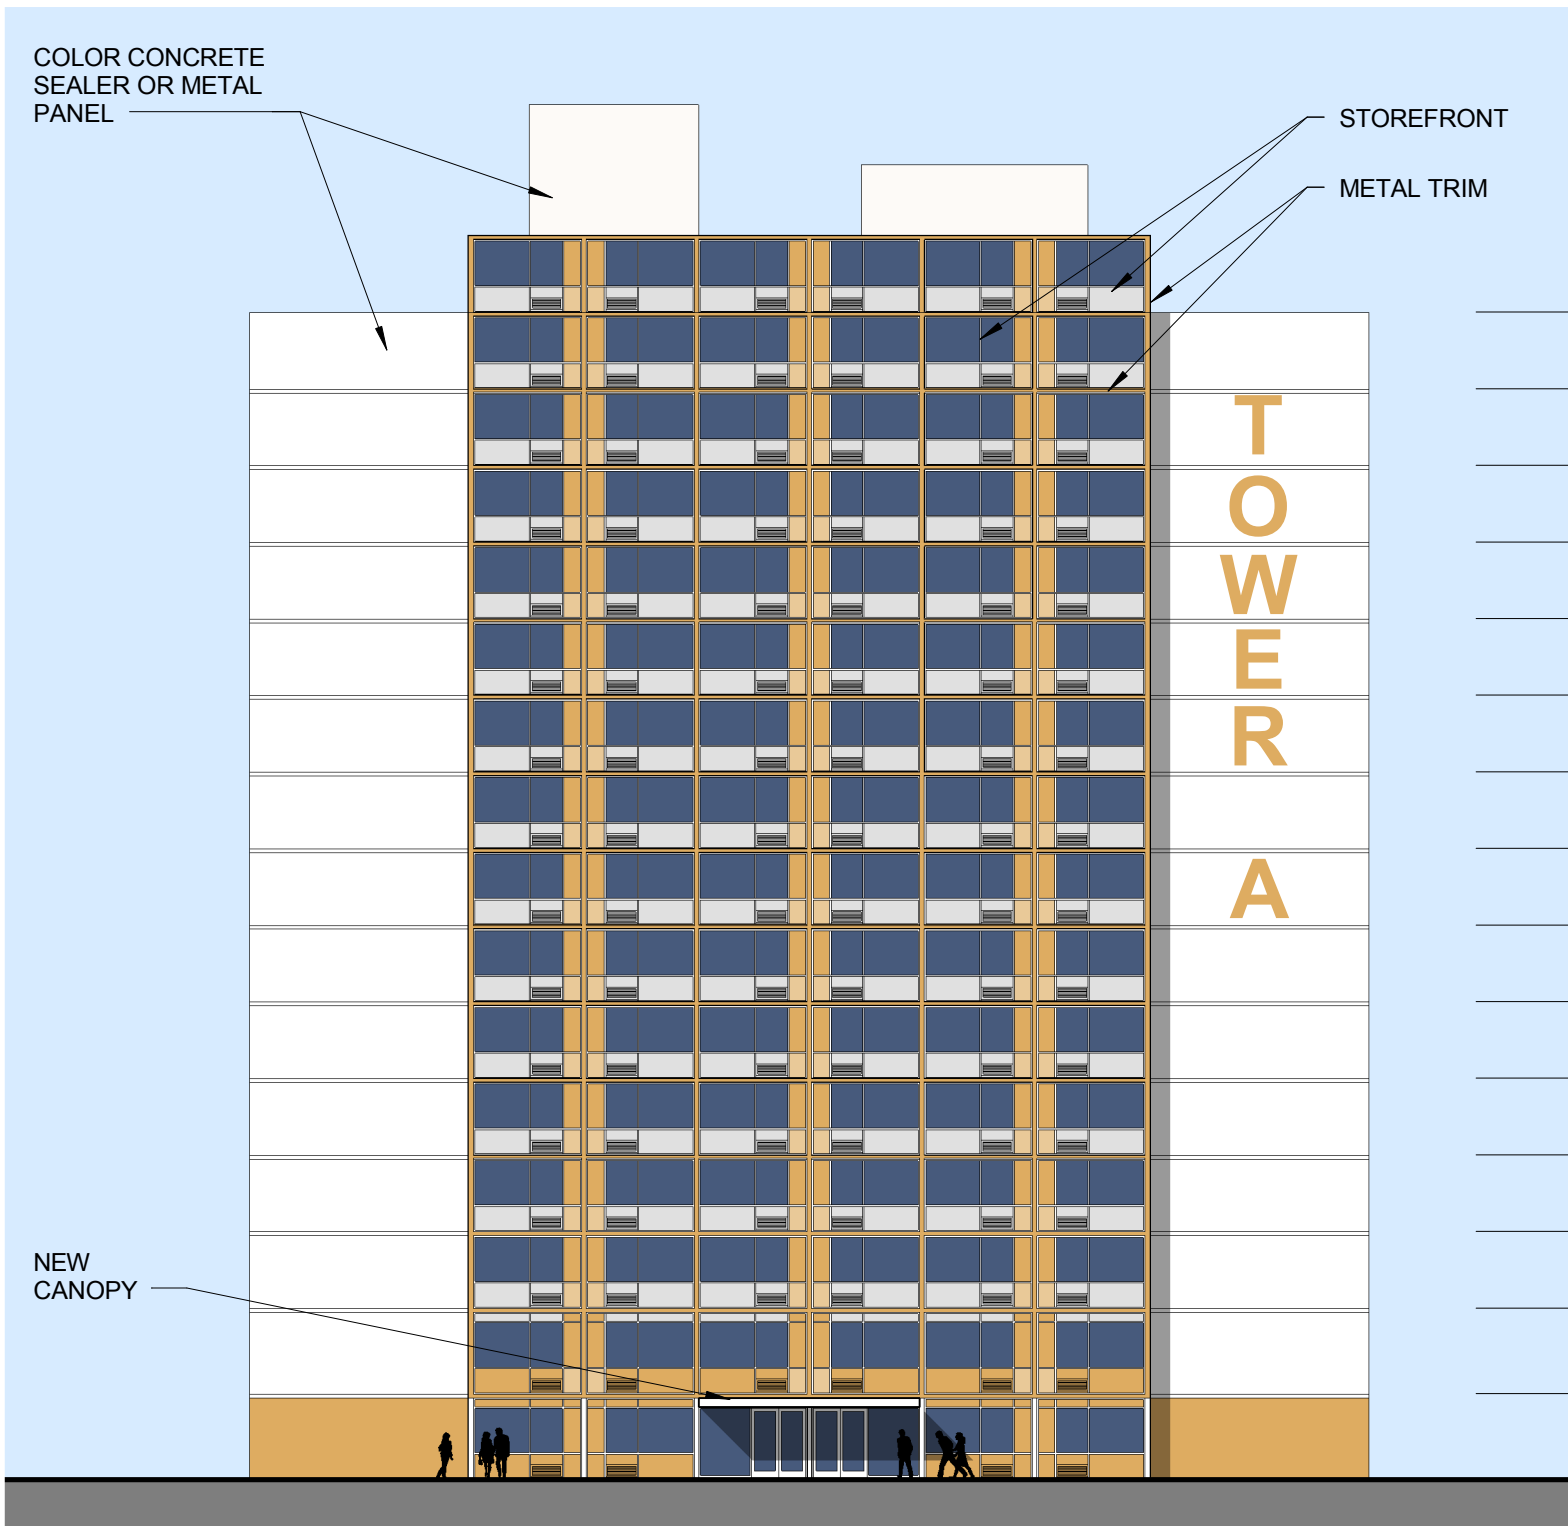 COLOR CONCRETE
SEALER OR METAL
PANEL
STOREFRONT
METAL TRIM
T
O
W
E
R
A
NEW
CANOPY